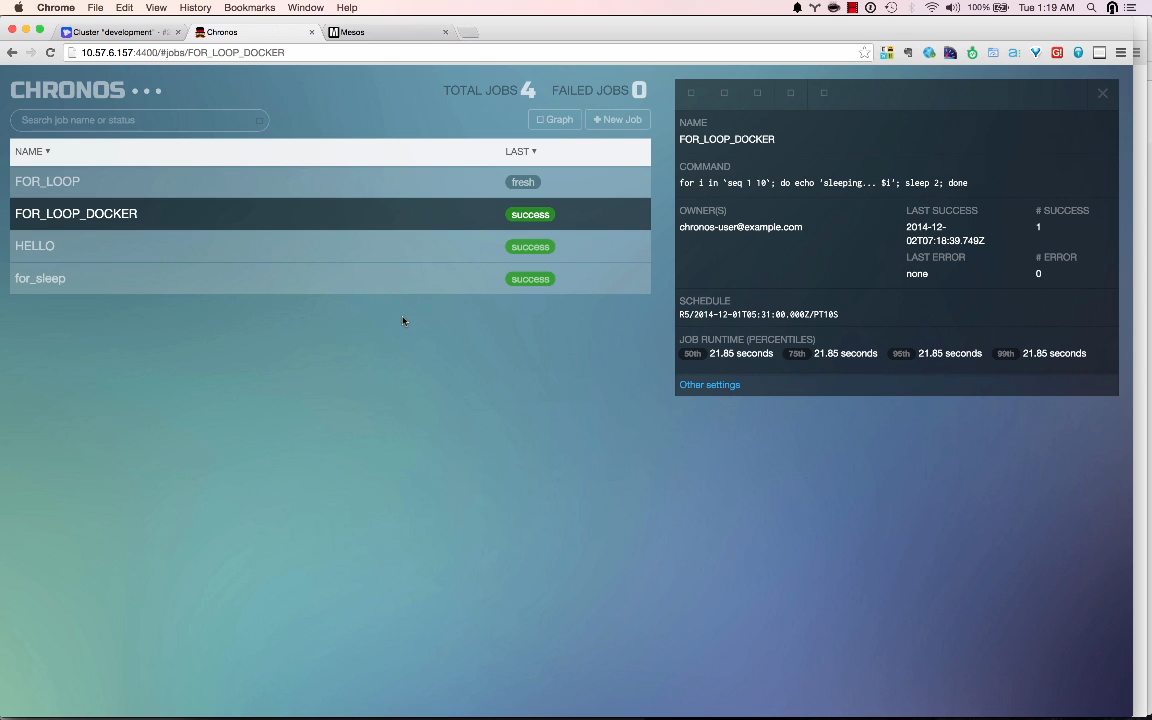 Chrome File Edit View History Bookmarks Window Help 100% Tue 1:19 AM
Cluster "development" - #2 Chronos Mesos
10.57.6.157:4400/#jobs/FOR_LOOP_DOCKER
CHRONOS
TOTAL JOBS 4 FAILED JOBS 0
Search job name or status
Graph
New Job
NAME ▾ LAST ▾
FOR_LOOP fresh
FOR_LOOP_DOCKER success
HELLO success
for_sleep success
NAME
FOR_LOOP_DOCKER
COMMAND
for i in `seq 1 10`; do echo 'sleeping... $i'; sleep 2; done
OWNER(S)
chronos-user@example.com
LAST SUCCESS # SUCCESS
2014-12- 1
02T07:18:39.749Z
LAST ERROR # ERROR
none 0
SCHEDULE
R5/2014-12-01T05:31:00.000Z/PT10S
JOB RUNTIME (PERCENTILES)
50th 21.85 seconds 75th 21.85 seconds 95th 21.85 seconds 99th 21.85 seconds
Other settings